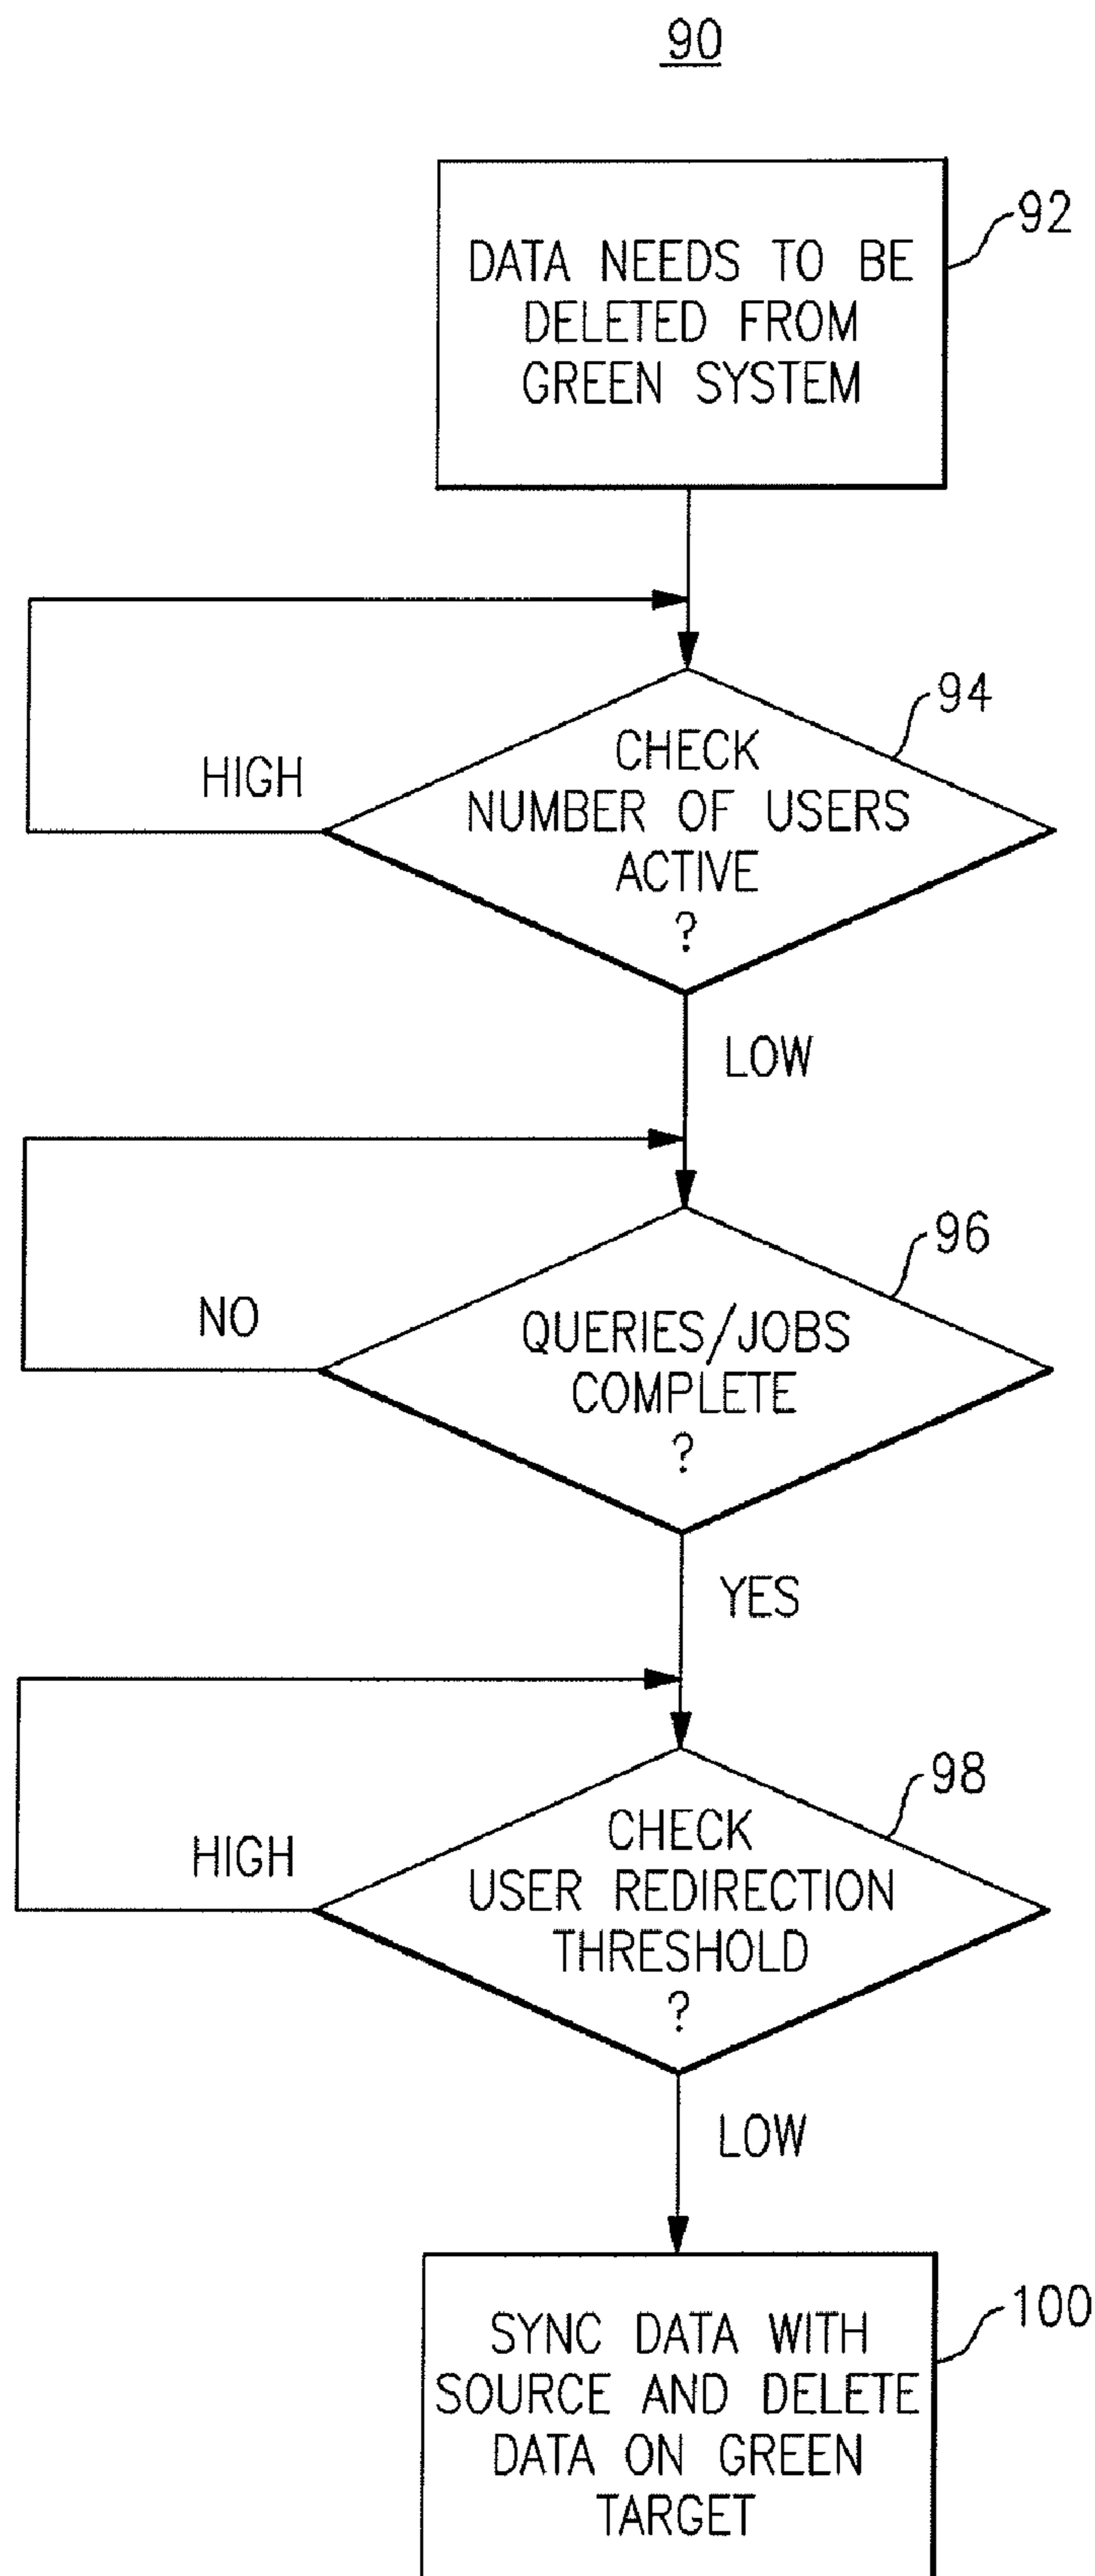 90
DATA NEEDS TO BE
DELETED FROM
GREEN SYSTEM
92
CHECK
NUMBER OF USERS
ACTIVE
?
94
HIGH
LOW
QUERIES/JOBS
COMPLETE
?
96
NO
YES
CHECK
USER REDIRECTION
THRESHOLD
?
98
HIGH
LOW
SYNC DATA WITH
SOURCE AND DELETE
DATA ON GREEN
TARGET
100